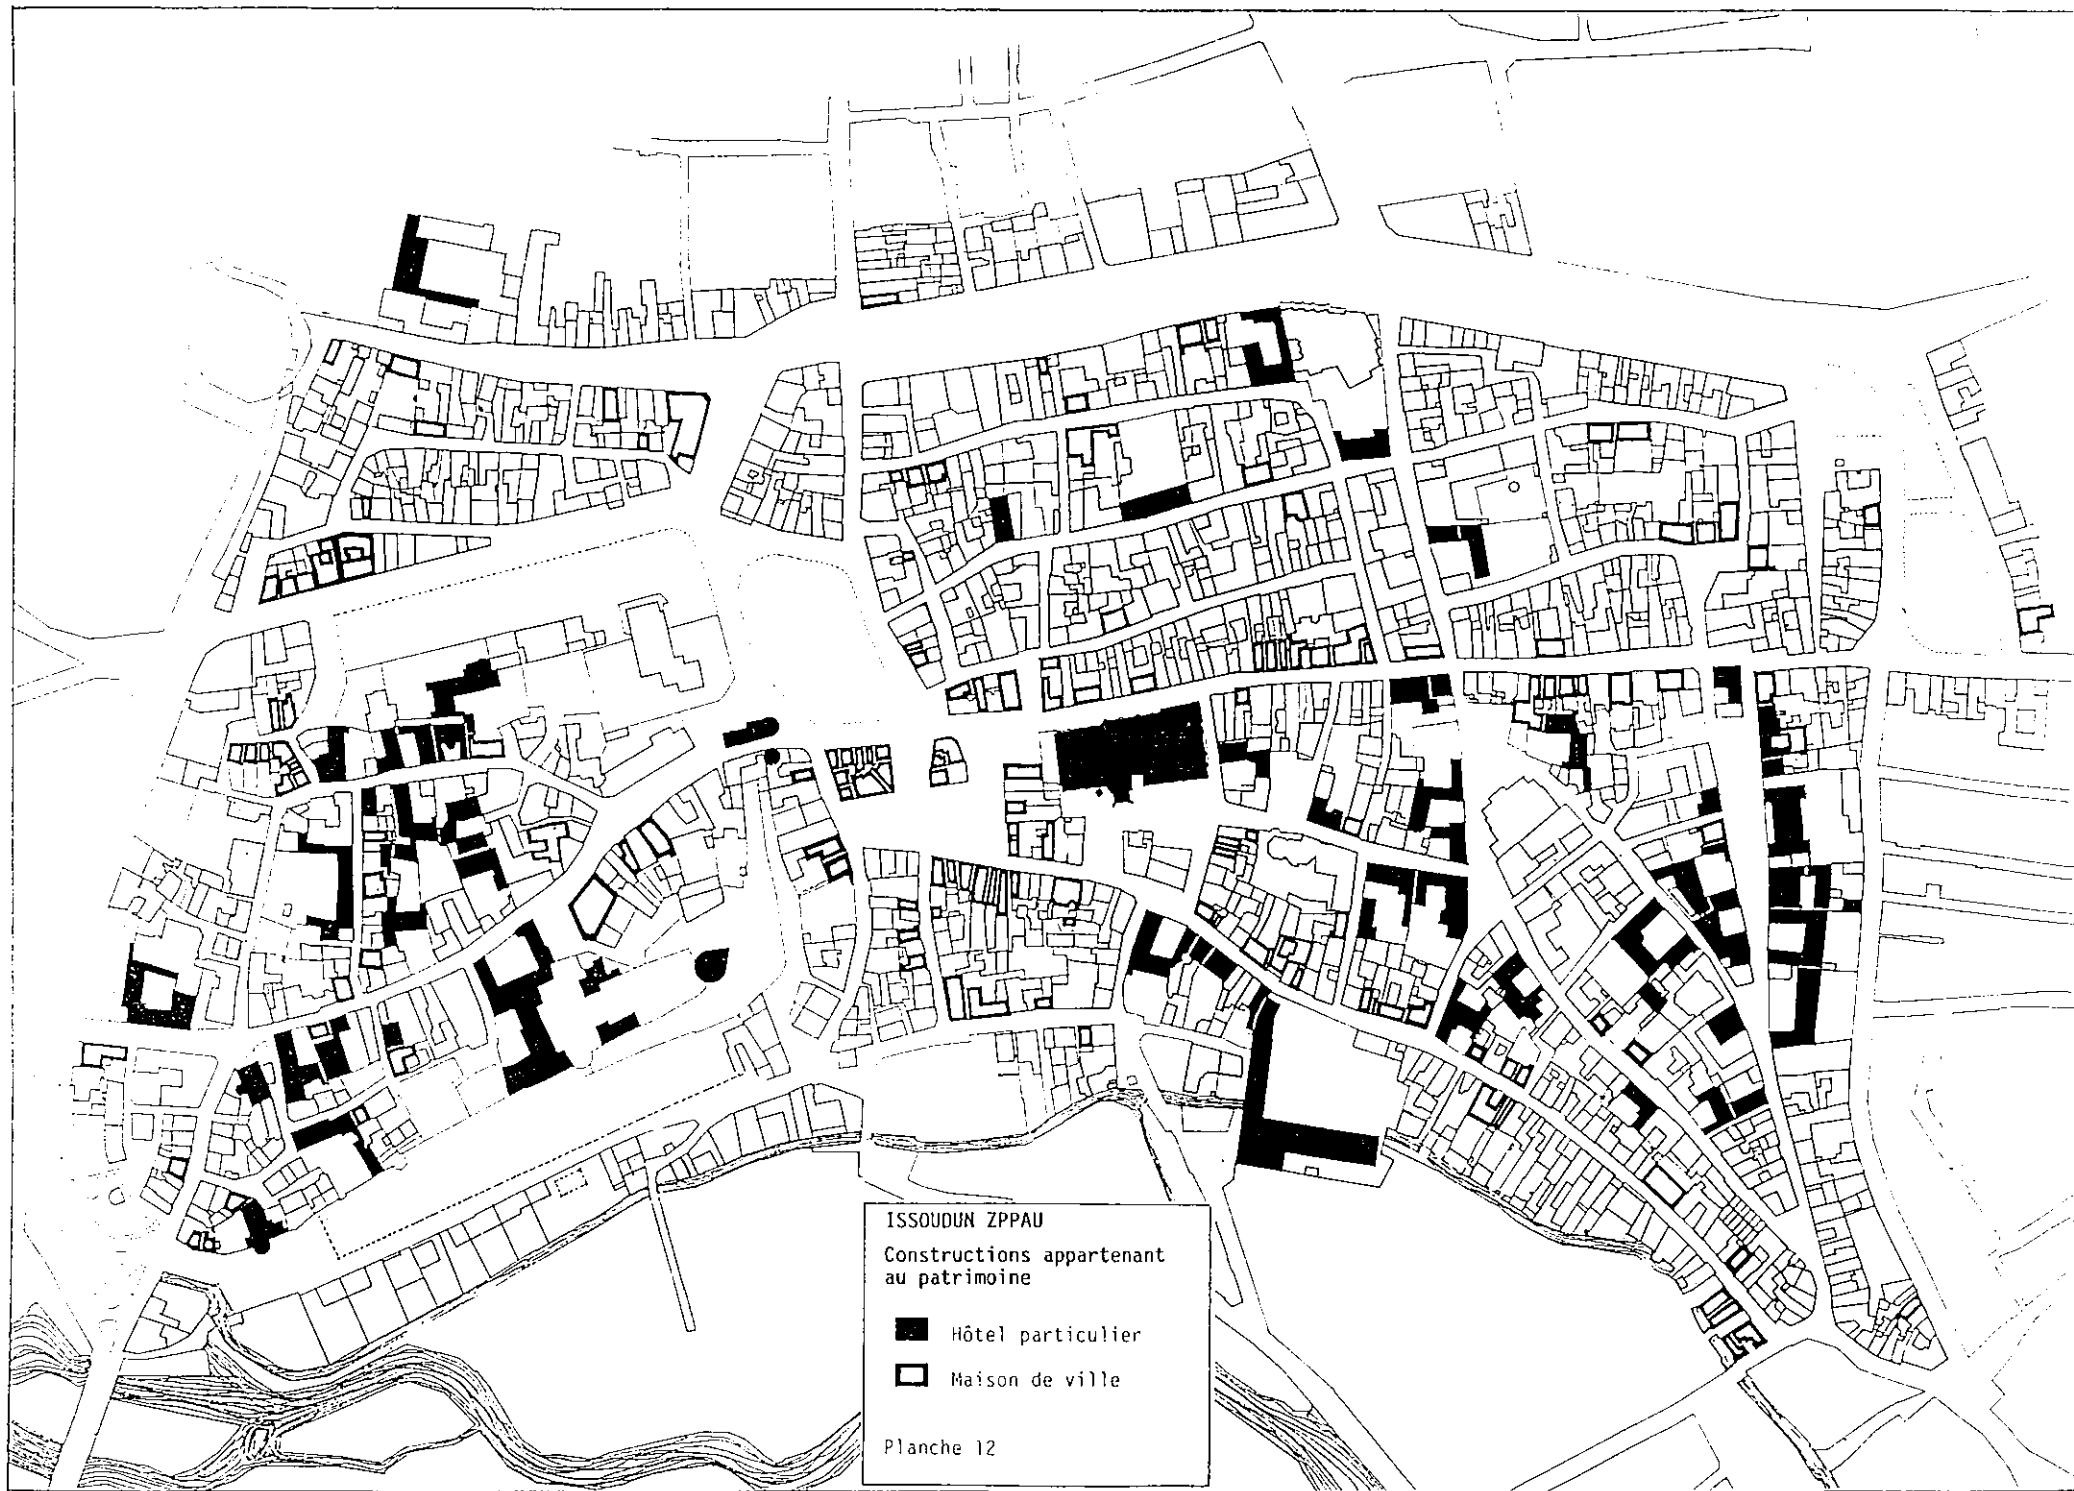 ISSOUDUN ZPPAU
Constructions appartenant
au patrimoine
Hôtel particulier
Maison de ville
Planche 12